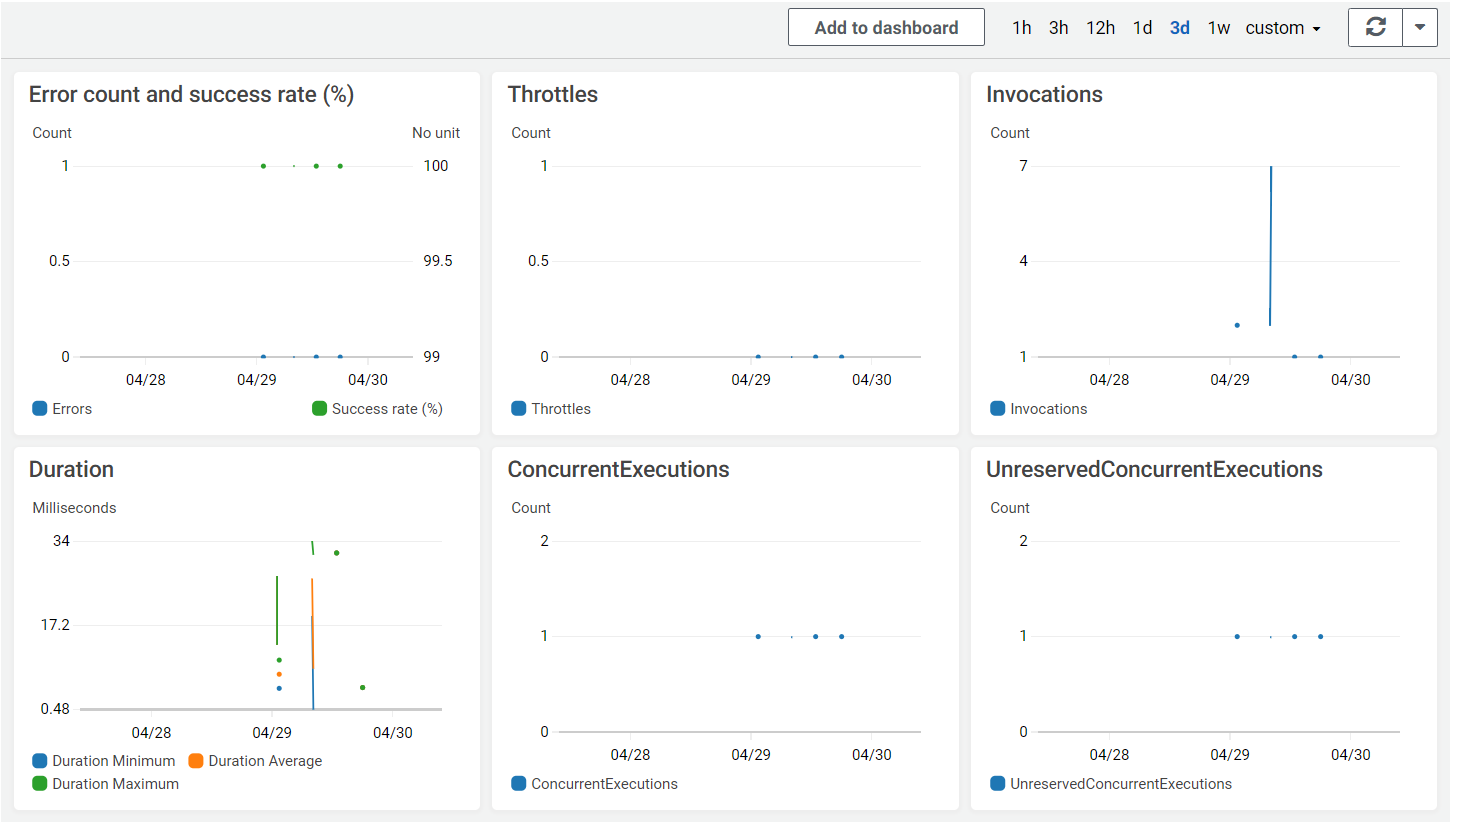 Add to dashboard 1h 3h 12h 1d 3d 1w custom
Error count and success rate (%)
Count No unit
1 100
0.5 99.5
0 99
04/28 04/29 04/30
Errors Success rate (%)
Throttles
Count
1
0.5
0
04/28 04/29 04/30
Throttles
Invocations
Count
7
4
1
04/28 04/29 04/30
Invocations
Duration
Milliseconds
34
17.2
0.48
04/28 04/29 04/30
Duration Minimum Duration Average
Duration Maximum
ConcurrentExecutions
Count
2
1
0
04/28 04/29 04/30
ConcurrentExecutions
UnreservedConcurrentExecutions
Count
2
1
0
04/28 04/29 04/30
UnreservedConcurrentExecutions